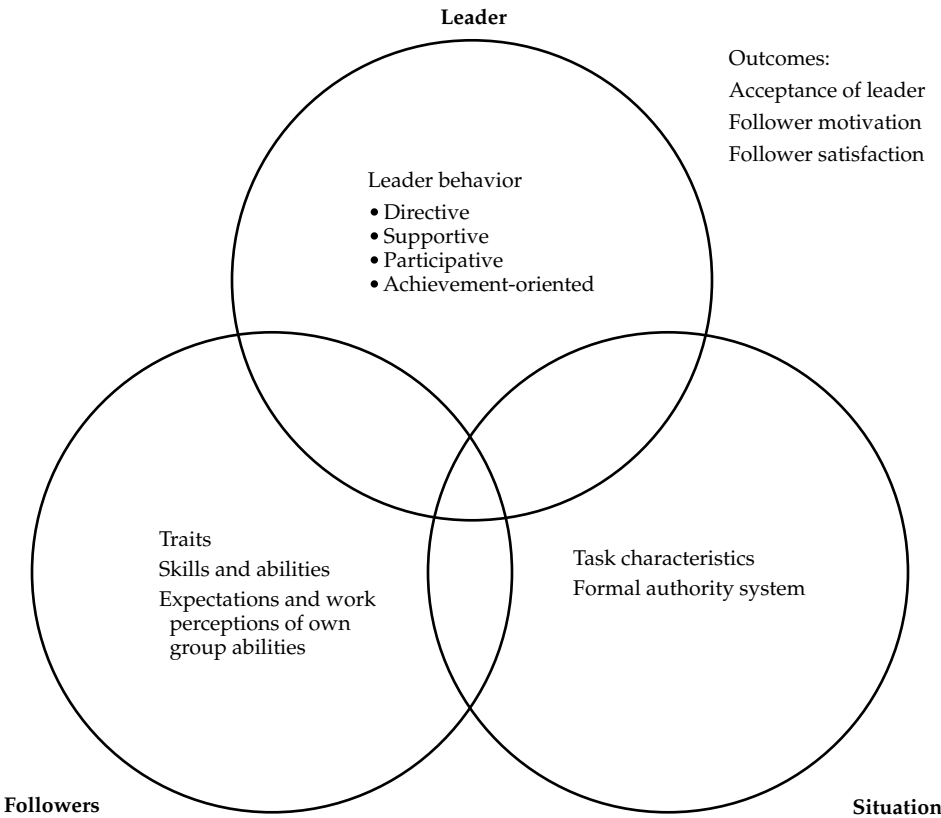 Leader
Outcomes:
Acceptance of leader
Follower motivation
Follower satisfaction
Leader behavior
• Directive
• Supportive
• Participative
• Achievement-oriented
Traits
Skills and abilities
Expectations and work
perceptions of own
group abilities
Task characteristics
Formal authority system
Followers
Situation